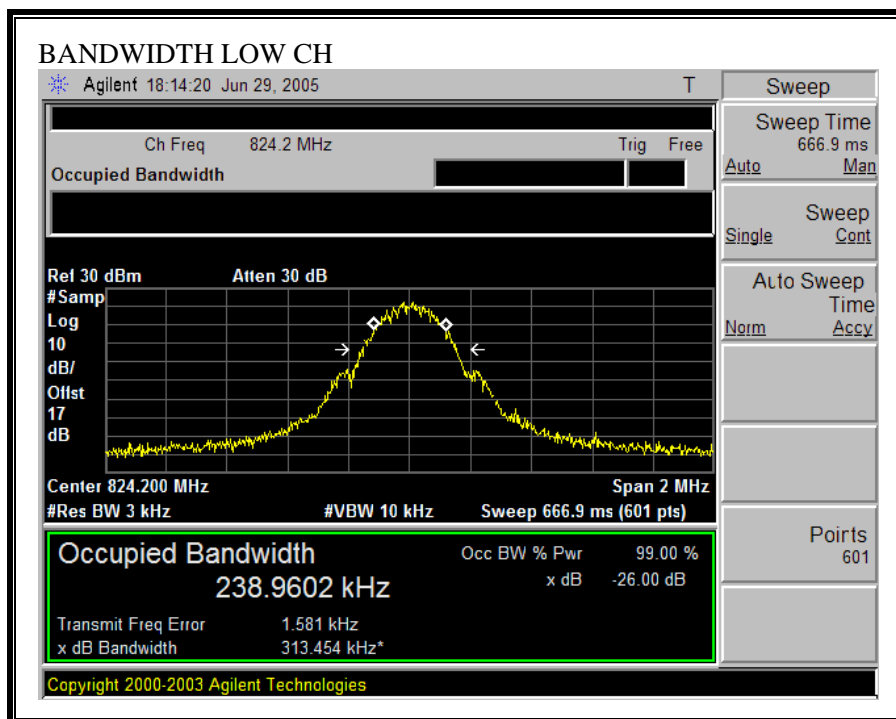 BANDWIDTH LOW CH
Agilent 18:14:20 Jun 29, 2005 T
Ch Freq 824.2 MHz Trig Free
Occupied Bandwidth
Ref 30 dBm Atten 30 dB
#Samp
Log
10
dB/
Offst
17
dB
Center 824.200 MHz Span 2 MHz
#Res BW 3 kHz #VBW 10 kHz Sweep 666.9 ms (601 pts)
Occupied Bandwidth
238.9602 kHz
Occ BW % Pwr 99.00 %
x dB -26.00 dB
Transmit Freq Error 1.581 kHz
x dB Bandwidth 313.454 kHz*
Copyright 2000-2003 Agilent Technologies
Sweep
Sweep Time
666.9 ms
Auto Man
Sweep
Single Cont
Auto Sweep
Time
Norm Accy
Points
601